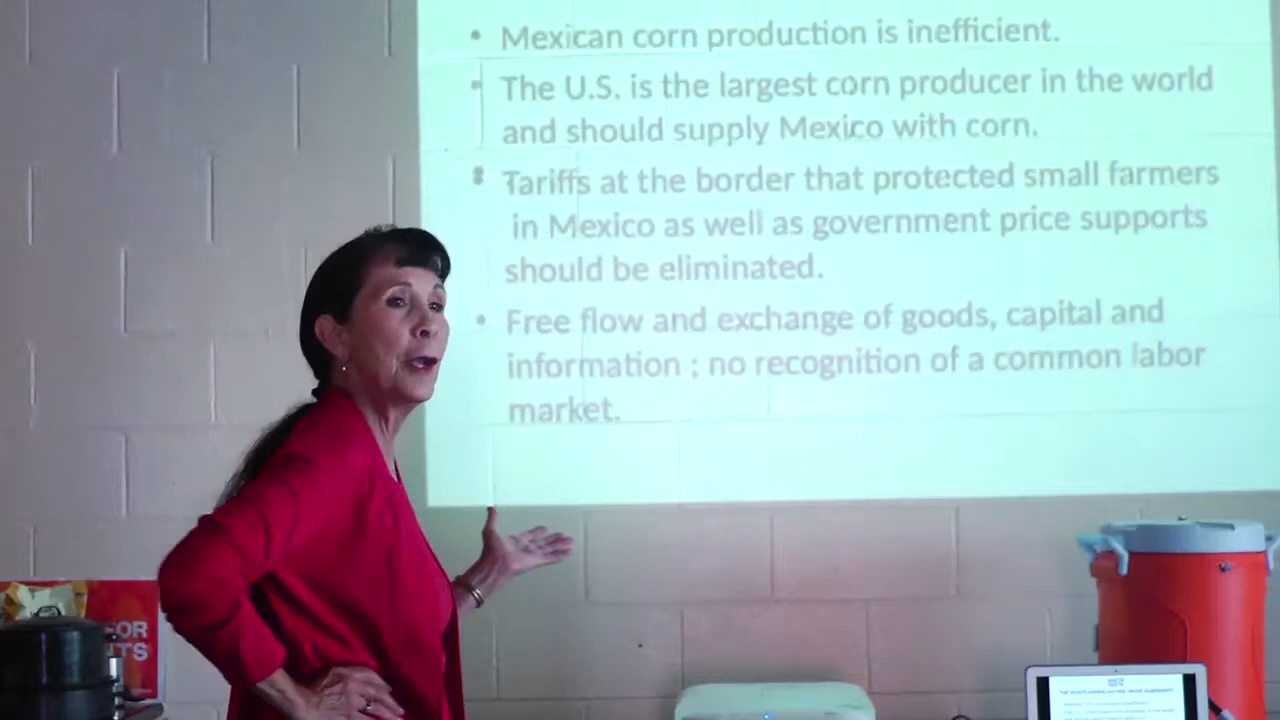 • Mexican corn production is inefficient.
• The U.S. is the largest corn producer in the world
and should supply Mexico with corn.
• Tariffs at the border that protected small farmers
in Mexico as well as government price supports
should be eliminated.
• Free flow and exchange of goods, capital and
information ; no recognition of a common labor
market.
FOR